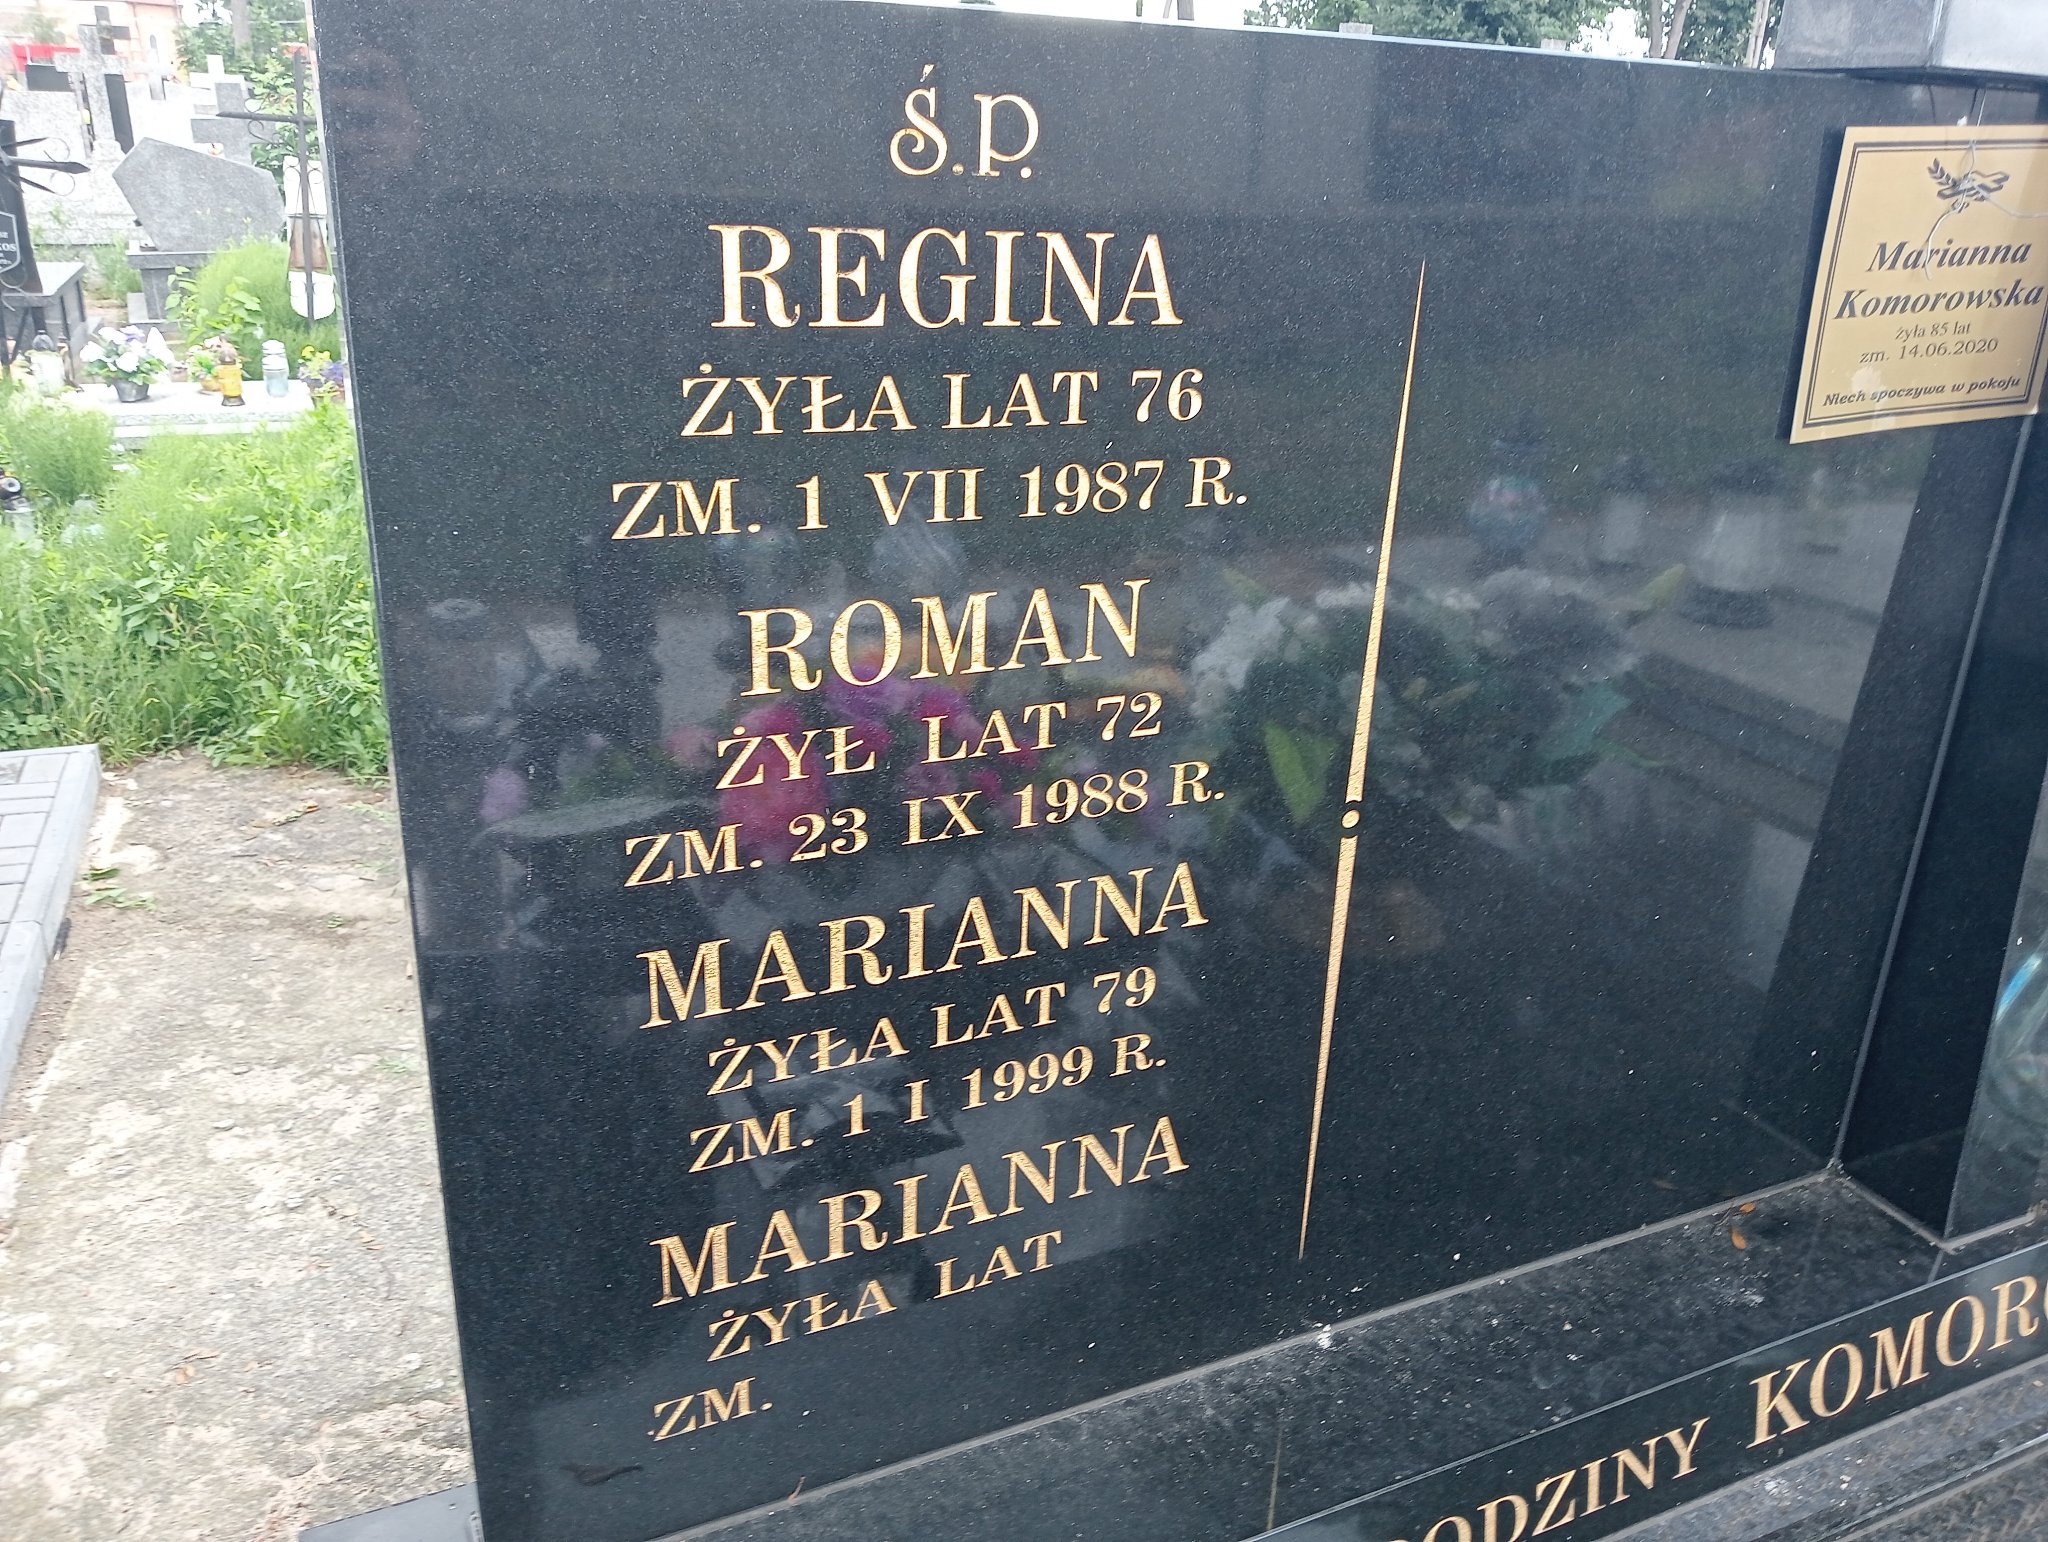 Ś.P.
REGINA
ŻYŁA LAT 76
ZM. 1 VII 1987 R.
ROMAN
ŻYŁ LAT 72
ZM. 23 IX 1988 R.
MARIANNA
ŻYŁA LAT 79
ZM. 1 I 1999 R.
MARIANNA
ŻYŁA LAT
ZM.
Ś.P.
Marianna
Komorowska
żyła 85 lat
zm. 14.06.2020
Niech spoczywa w pokoju
ODZINY KOMOR